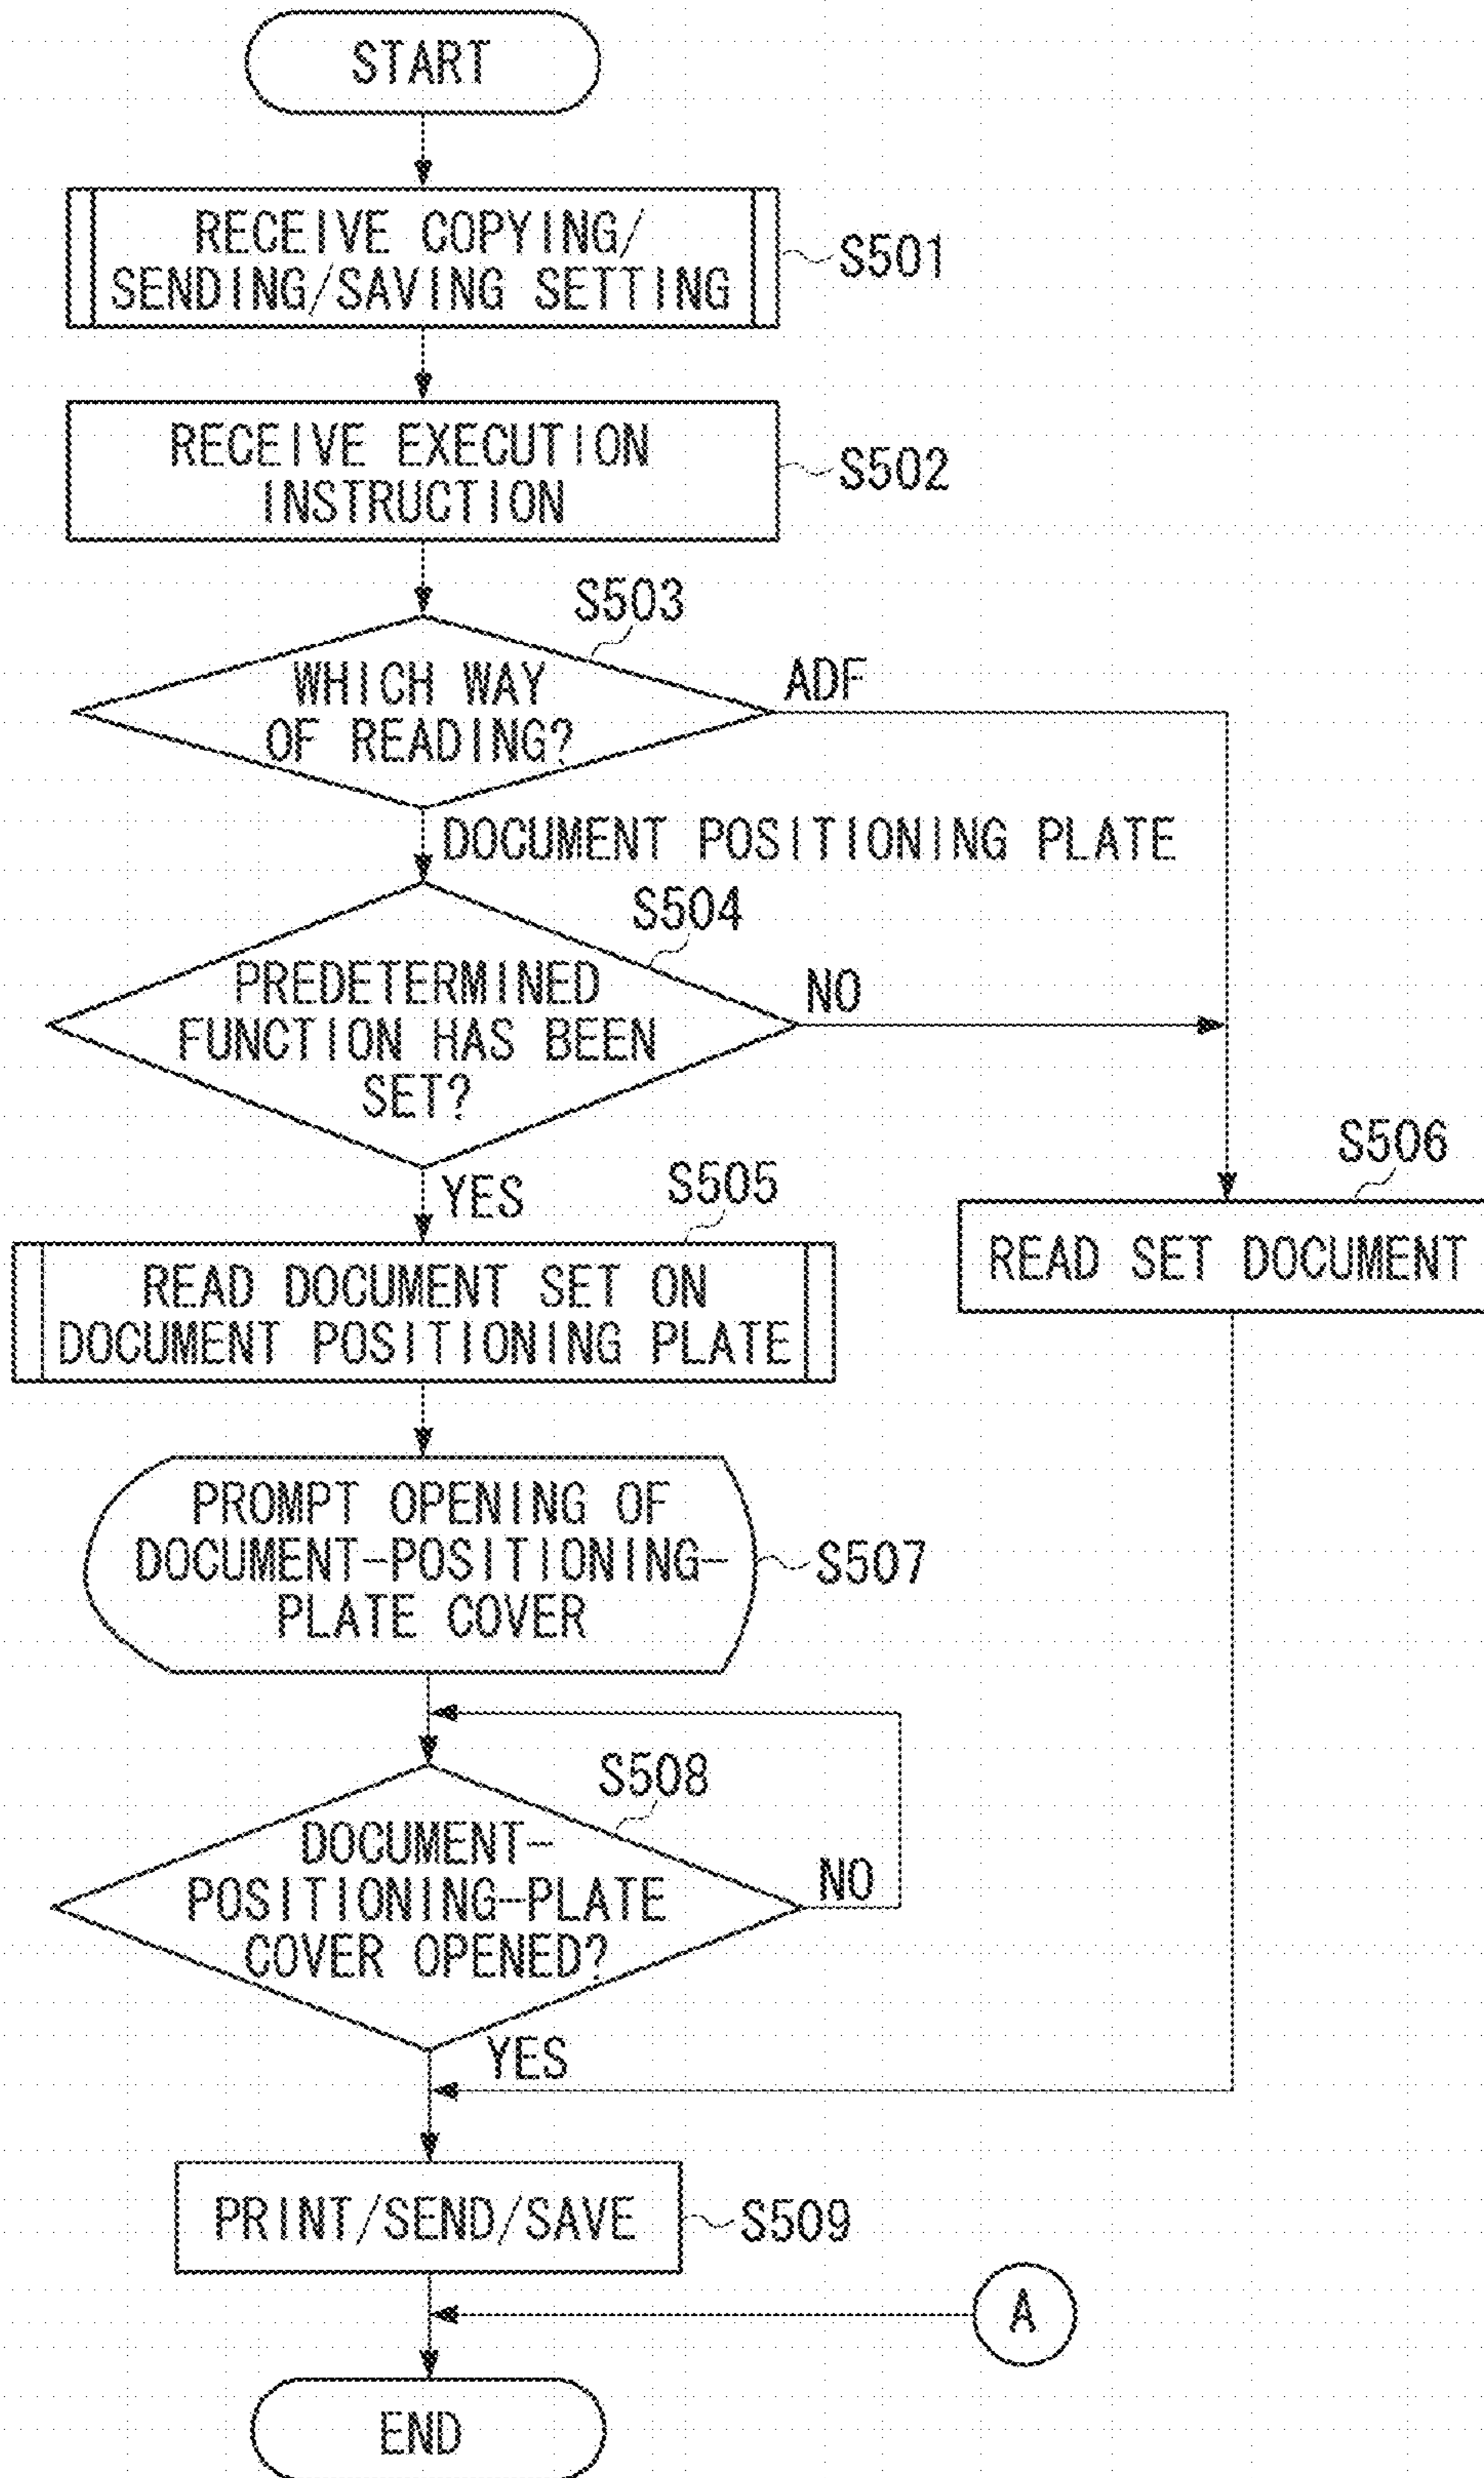 START
RECEIVE COPYING/
SENDING/SAVING SETTING
S501
RECEIVE EXECUTION
INSTRUCTION
S502
S503
WHICH WAY
OF READING?
ADF
DOCUMENT POSITIONING PLATE
S504
PREDETERMINED
FUNCTION HAS BEEN
SET?
NO
YES
S505
READ DOCUMENT SET ON
DOCUMENT POSITIONING PLATE
S506
READ SET DOCUMENT
PROMPT OPENING OF
DOCUMENT-POSITIONING-
PLATE COVER
S507
S508
DOCUMENT-
POSITIONING-PLATE
COVER OPENED?
NO
YES
PRINT/SEND/SAVE
S509
A
END